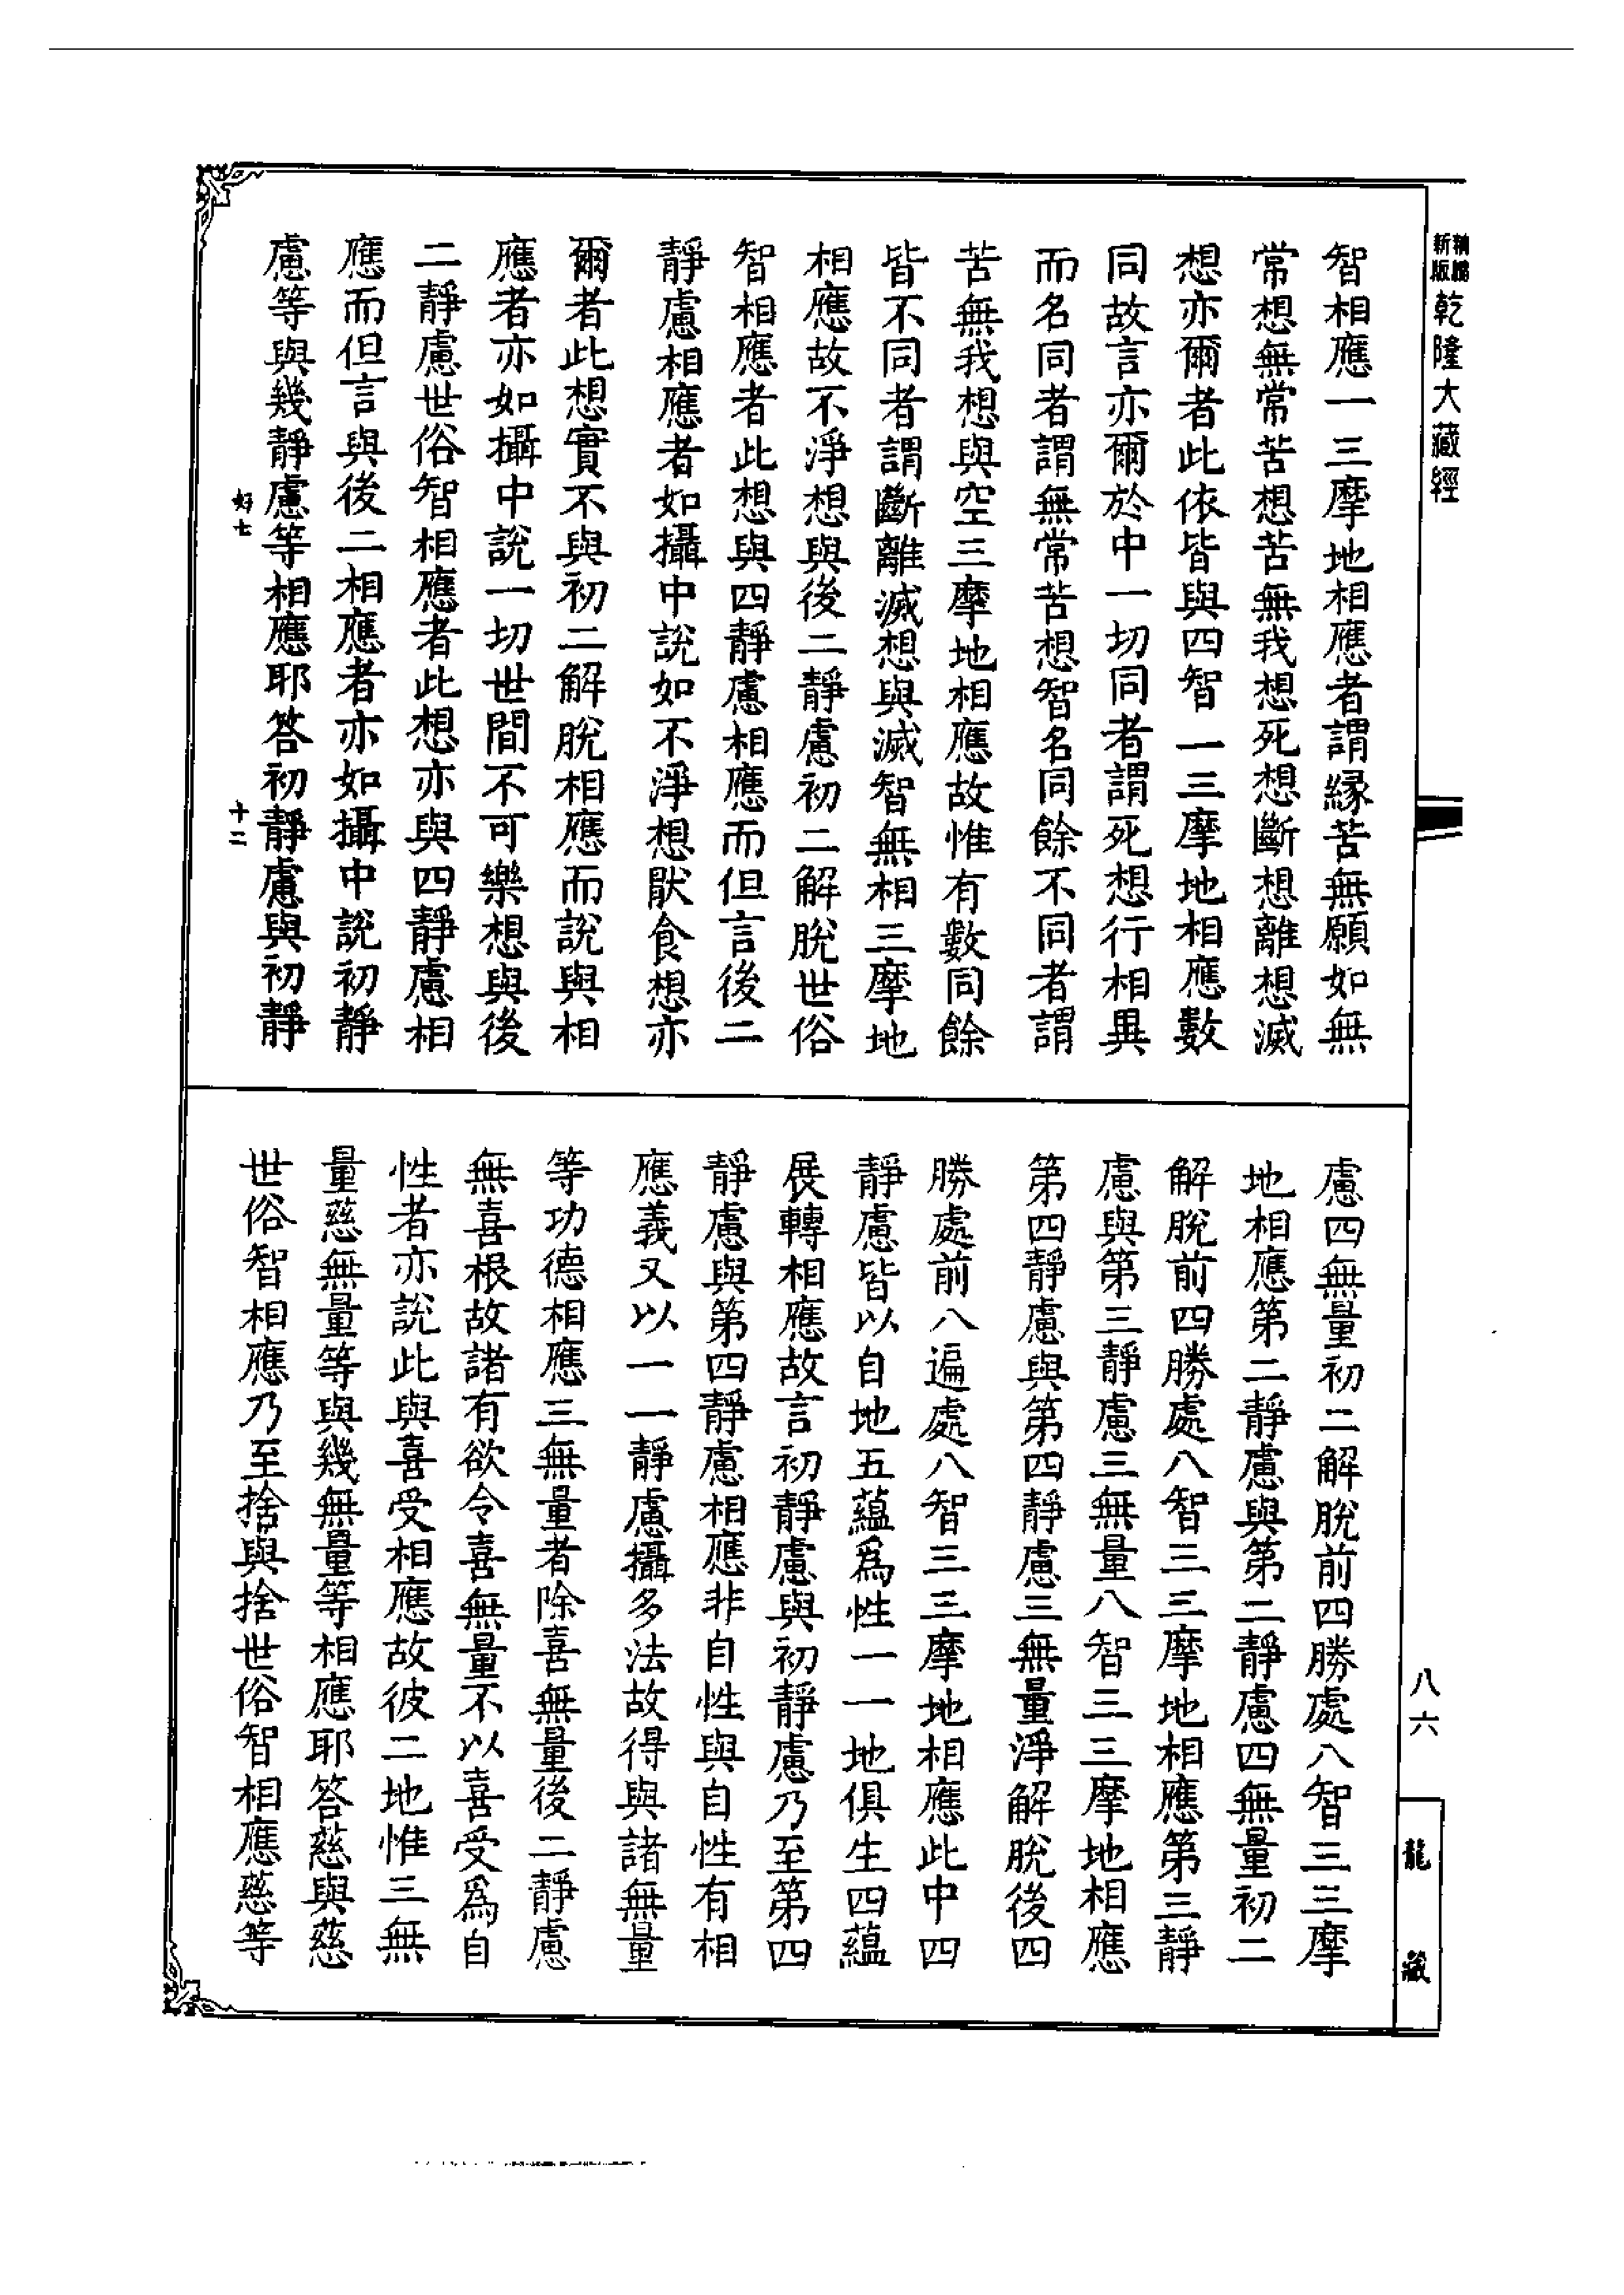 新版
精縮
乾隆大藏經
智相應一三摩地相應者謂緣苦無願如無
常想無常苦想苦無我想死想斷想離想滅
想亦爾者此依皆與四智一三摩地相應數
同故言亦爾於中一切同者謂死想行相異
而名同者謂無常苦想智名同餘不同者謂
苦無我想與空三摩地相應故惟有數同餘
皆不同者謂斷離滅想與滅智無相三摩地
相應故不淨想與後二靜慮初二解脫世俗
智相應者此想與四靜慮相應而但言後二
靜慮相應者如攝中說如不淨想猒食想亦
爾者此想實不與初二解脫相應而說與相
應者亦如攝中說一切世間不可樂想與後
二靜慮世俗智相應者此想亦與四靜慮相
應而但言與後二相應者亦如攝中說初靜
慮等與幾靜慮等相應耶答初靜慮與初靜
好七
十二
慮四無量初二解脫前四勝處八智三三摩
地相應第二靜慮與第二靜慮四無量初二
解脫前四勝處八智三三摩地相應第三靜
慮與第三靜慮三無量八智三三摩地相應
第四靜慮與第四靜慮三無量淨解脫後四
勝處前八遍處八智三三摩地相應此中四
靜慮皆以自地五蘊爲性一一地俱生四蘊
展轉相應故言初靜慮與初靜慮乃至第四
靜慮與第四靜慮相應非自性與自性有相
應義又以一一靜慮攝多法故得與諸無量
等功德相應三無量者除喜無量後二靜慮
無喜根故諸有欲令喜無量不以喜受爲自
性者亦說此與喜受相應故彼二地惟三無
量慈無量等與幾無量等相應耶答慈與慈
世俗智相應乃至捨與捨世俗智相應慈等
八六
龍藏